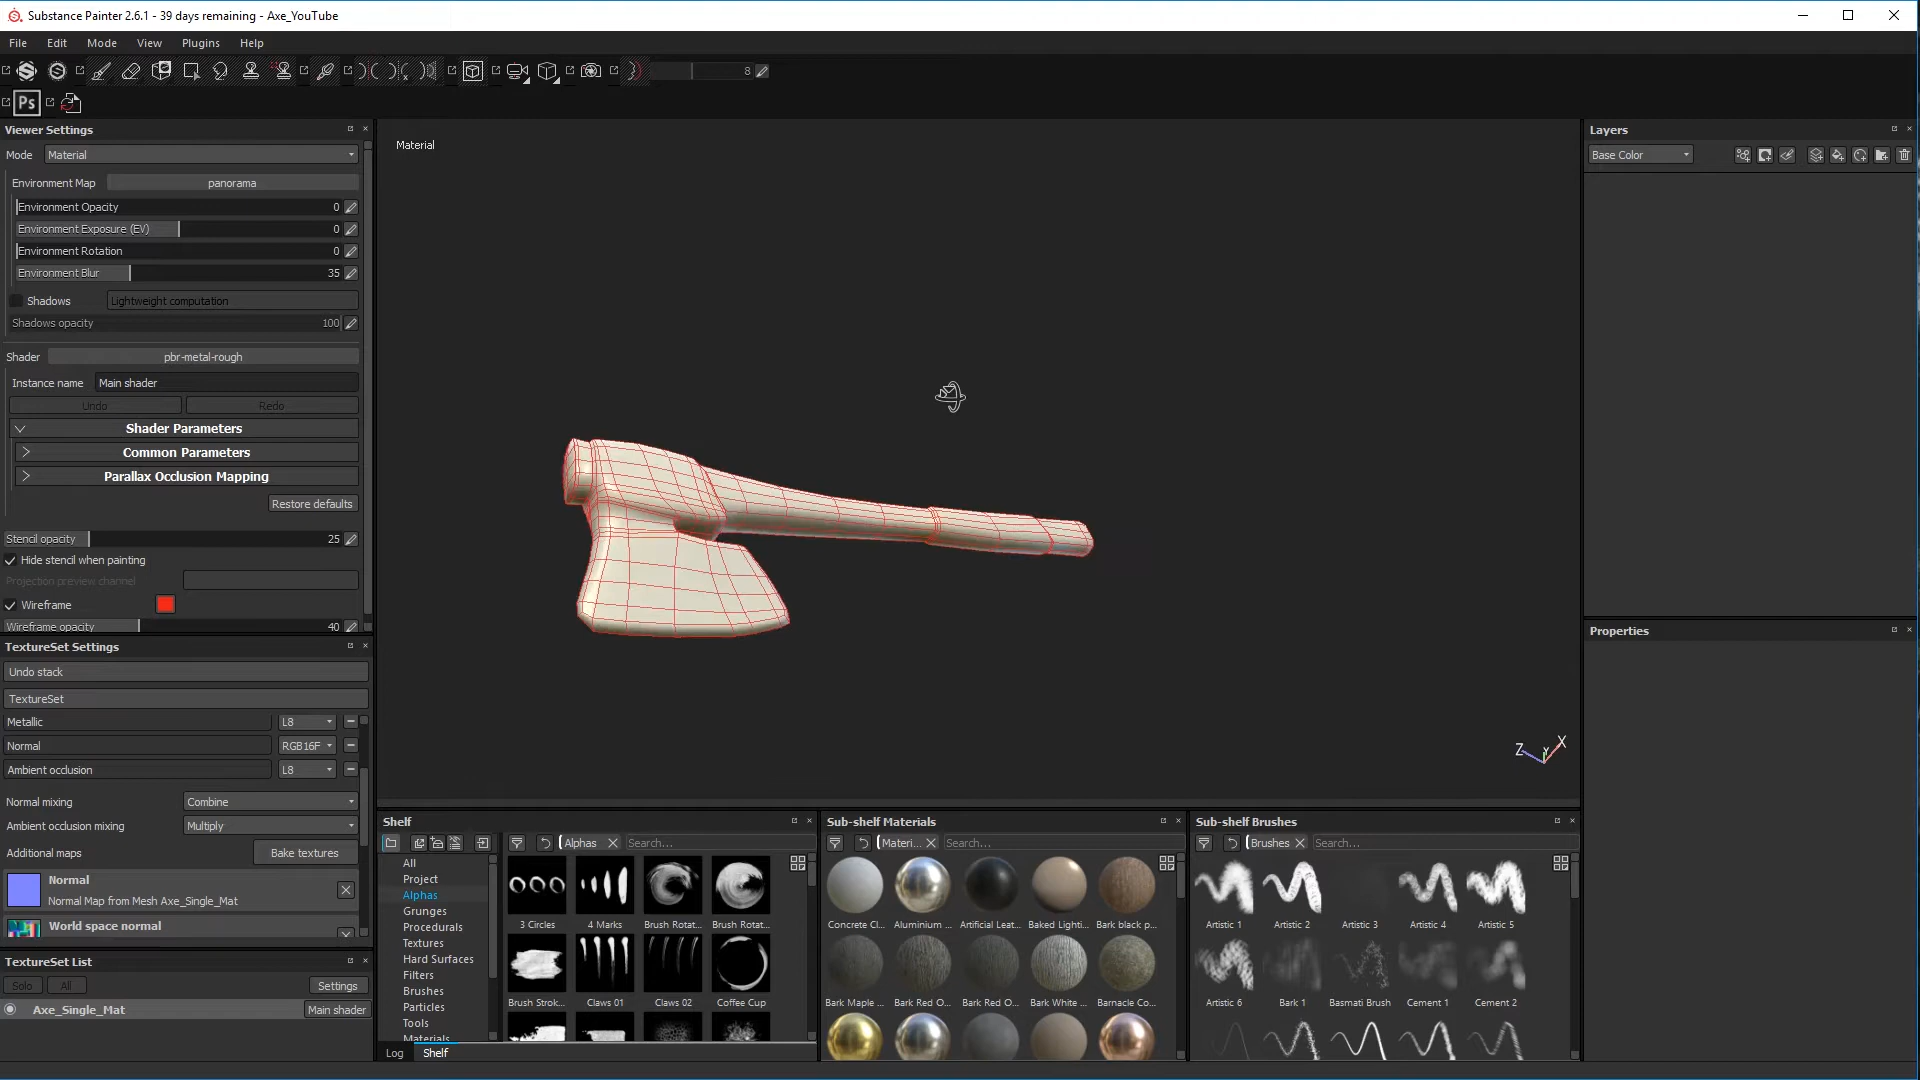 Substance Painter 2.6.1 - 39 days remaining - Axe_YouTube
File Edit Mode View Plugins Help
8
Ps
Viewer Settings
Mode Material
Environment Map panorama
Environment Opacity 0
Environment Exposure (EV) 0
Environment Rotation 0
Environment Blur 35
Shadows Lightweight computation
Shadows opacity 100
Shader pbr-metal-rough
Instance name Main shader
Undo Redo
Shader Parameters
Common Parameters
Parallax Occlusion Mapping
Restore defaults
Stencil opacity 25
Hide stencil when painting
Projection preview channel
Wireframe
Wireframe opacity 40
TextureSet Settings
Undo stack
TextureSet
Metallic L8
Normal RGB16F
Ambient occlusion L8
Normal mixing Combine
Ambient occlusion mixing Multiply
Additional maps Bake textures
Normal
Normal Map from Mesh Axe_Single_Mat
World space normal
TextureSet List
Solo All Settings
Axe_Single_Mat Main shader
Material
Z Y X
Shelf
Alphas Search...
All
Project
Alphas
Grunges
Procedurals
Textures
Hard Surfaces
Filters
Brushes
Particles
Tools
Materials
3 Circles 4 Marks Brush Rotat... Brush Rotat...
Brush Strok... Claws 01 Claws 02 Coffee Cup
Log Shelf
Sub-shelf Materials
Materi... Search...
Concrete Cl... Aluminium ... Artificial Leat... Baked Lighti... Bark black p...
Bark Maple ... Bark Red O... Bark Red O... Bark White ... Barnacle Co...
Sub-shelf Brushes
Brushes Search...
Artistic 1 Artistic 2 Artistic 3 Artistic 4 Artistic 5
Artistic 6 Bark 1 Basmati Brush Cement 1 Cement 2
Layers
Base Color
Properties